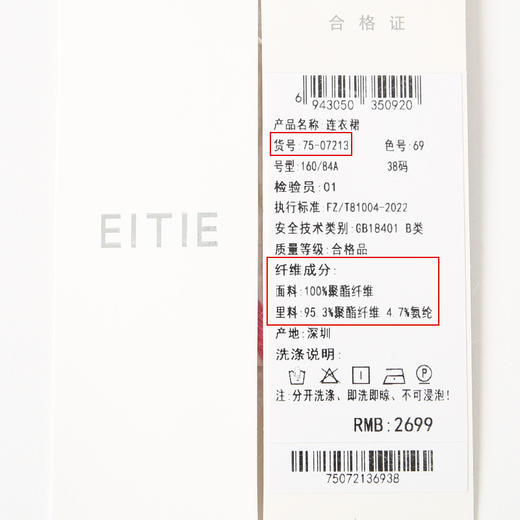 EITIE
合格证
6 943050 350920
产品名称 连衣裙
货号:75-07213 色号:69
号型:160/84A 38码
检验员:01
执行标准:FZ/T81004-2022
安全技术类别:GB18401 B类
质量等级:合格品
纤维成分:
面料:100%聚酯纤维
里料:95.3%聚酯纤维 4.7%氨纶
产地:深圳
洗涤说明:
注:分开洗涤、即洗即晾、不可浸泡!
RMB:2699
75072136938